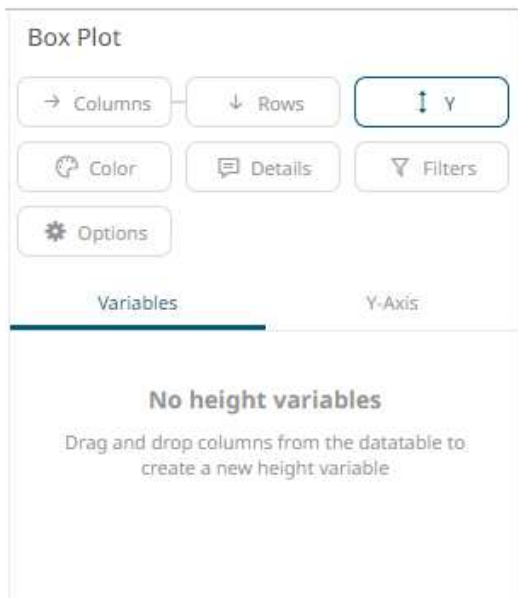 Box Plot
Columns Rows Y
Color Details Filters
Options
Variables Y-Axis
No height variables
Drag and drop columns from the datatable to
create a new height variable